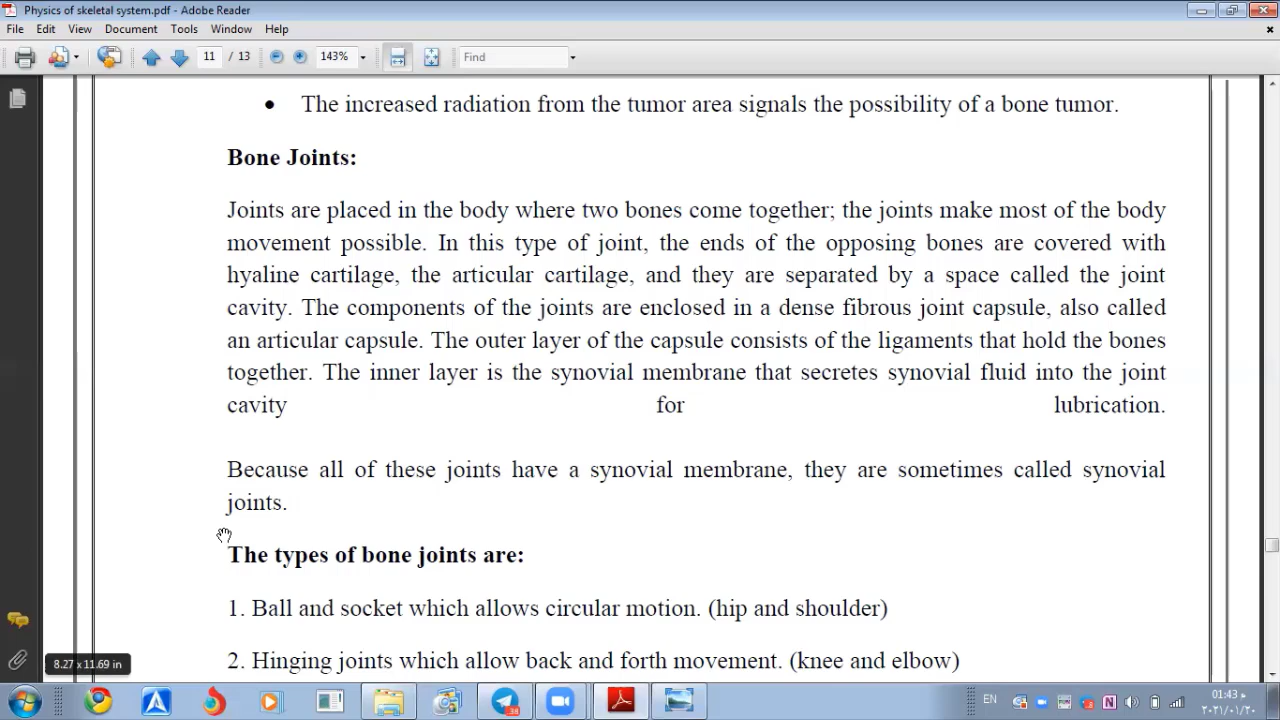 Physics of skeletal system.pdf - Adobe Reader
File Edit View Document Tools Window Help
11 / 13 143% Find
• The increased radiation from the tumor area signals the possibility of a bone tumor.
Bone Joints:
Joints are placed in the body where two bones come together; the joints make most of the body
movement possible. In this type of joint, the ends of the opposing bones are covered with
hyaline cartilage, the articular cartilage, and they are separated by a space called the joint
cavity. The components of the joints are enclosed in a dense fibrous joint capsule, also called
an articular capsule. The outer layer of the capsule consists of the ligaments that hold the bones
together. The inner layer is the synovial membrane that secretes synovial fluid into the joint
cavity for lubrication.
Because all of these joints have a synovial membrane, they are sometimes called synovial
joints.
The types of bone joints are:
1. Ball and socket which allows circular motion. (hip and shoulder)
2. Hinging joints which allow back and forth movement. (knee and elbow)
8.27 x 11.69 in
EN
01:43 ه
٢٠٢١/٠١/٢٠